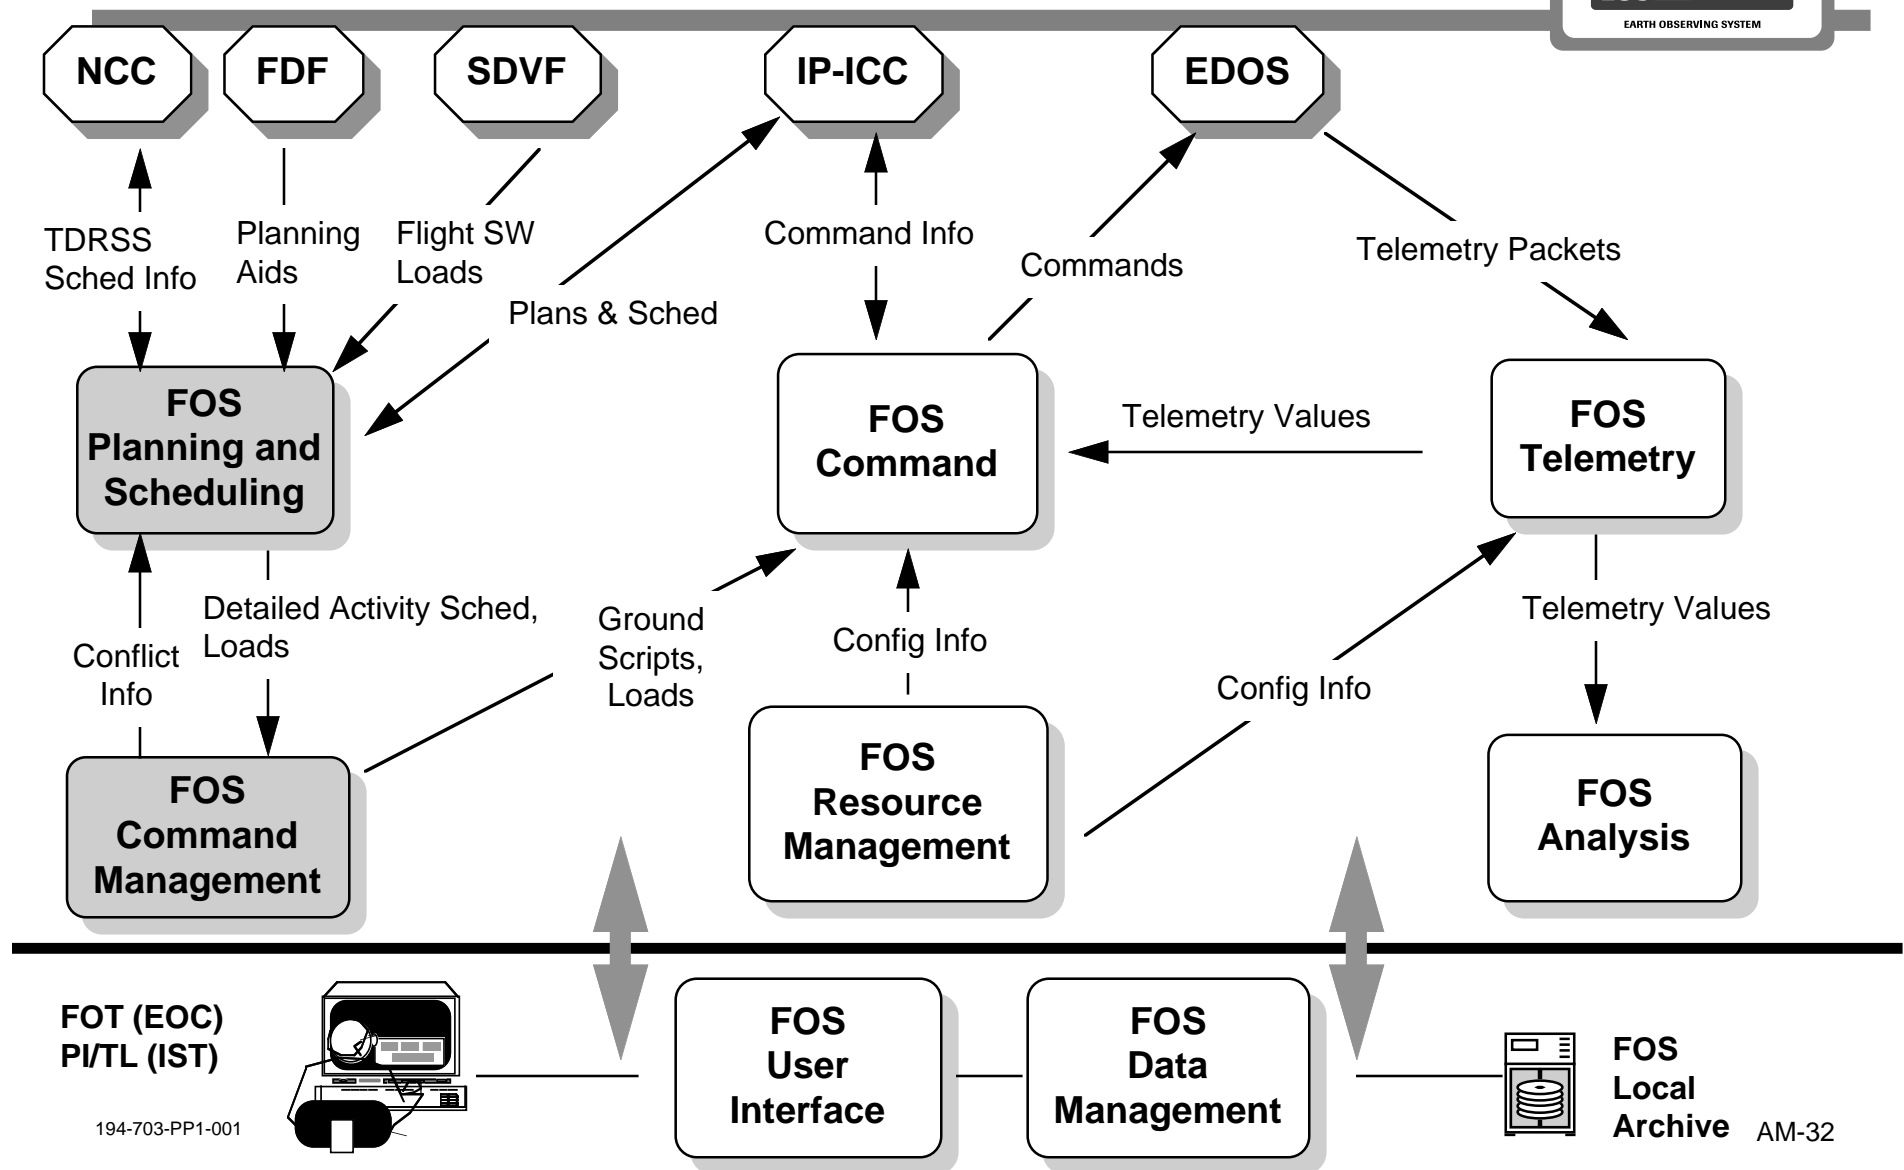 EARTH OBSERVING SYSTEM
NCC
FDF
SDVF
IP-ICC
EDOS
TDRSS
Sched Info
Planning
Aids
Flight SW
Loads
Plans & Sched
Command Info
Commands
Telemetry Packets
FOS
Planning and
Scheduling
FOS
Command
Telemetry Values
FOS
Telemetry
Conflict
Info
Detailed Activity Sched,
Loads
Ground
Scripts,
Loads
Config Info
Config Info
Telemetry Values
FOS
Command
Management
FOS
Resource
Management
FOS
Analysis
FOT (EOC)
PI/TL (IST)
FOS
User
Interface
FOS
Data
Management
FOS
Local
Archive
194-703-PP1-001
AM-32